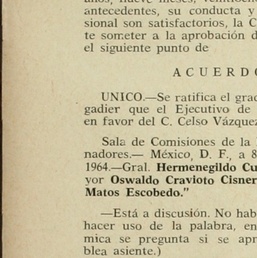 años, nueve meses, veintinue
antecedentes, su conducta y
sional son satisfactorios, la C
te someter a la aprobación d
el siguiente punto de
ACUERDO
UNICO.—Se ratifica el grad
gadier que el Ejecutivo de
en favor del C. Celso Vázquez
Sala de Comisiones de la
nadores.— México, D. F., a 8
1964.—Gral. Hermenegildo Cu
yor Oswaldo Cravioto Cisner
Matos Escobedo."
—Está a discusión. No hab
hacer uso de la palabra, en
mica se pregunta si se apr
blea asiente.)